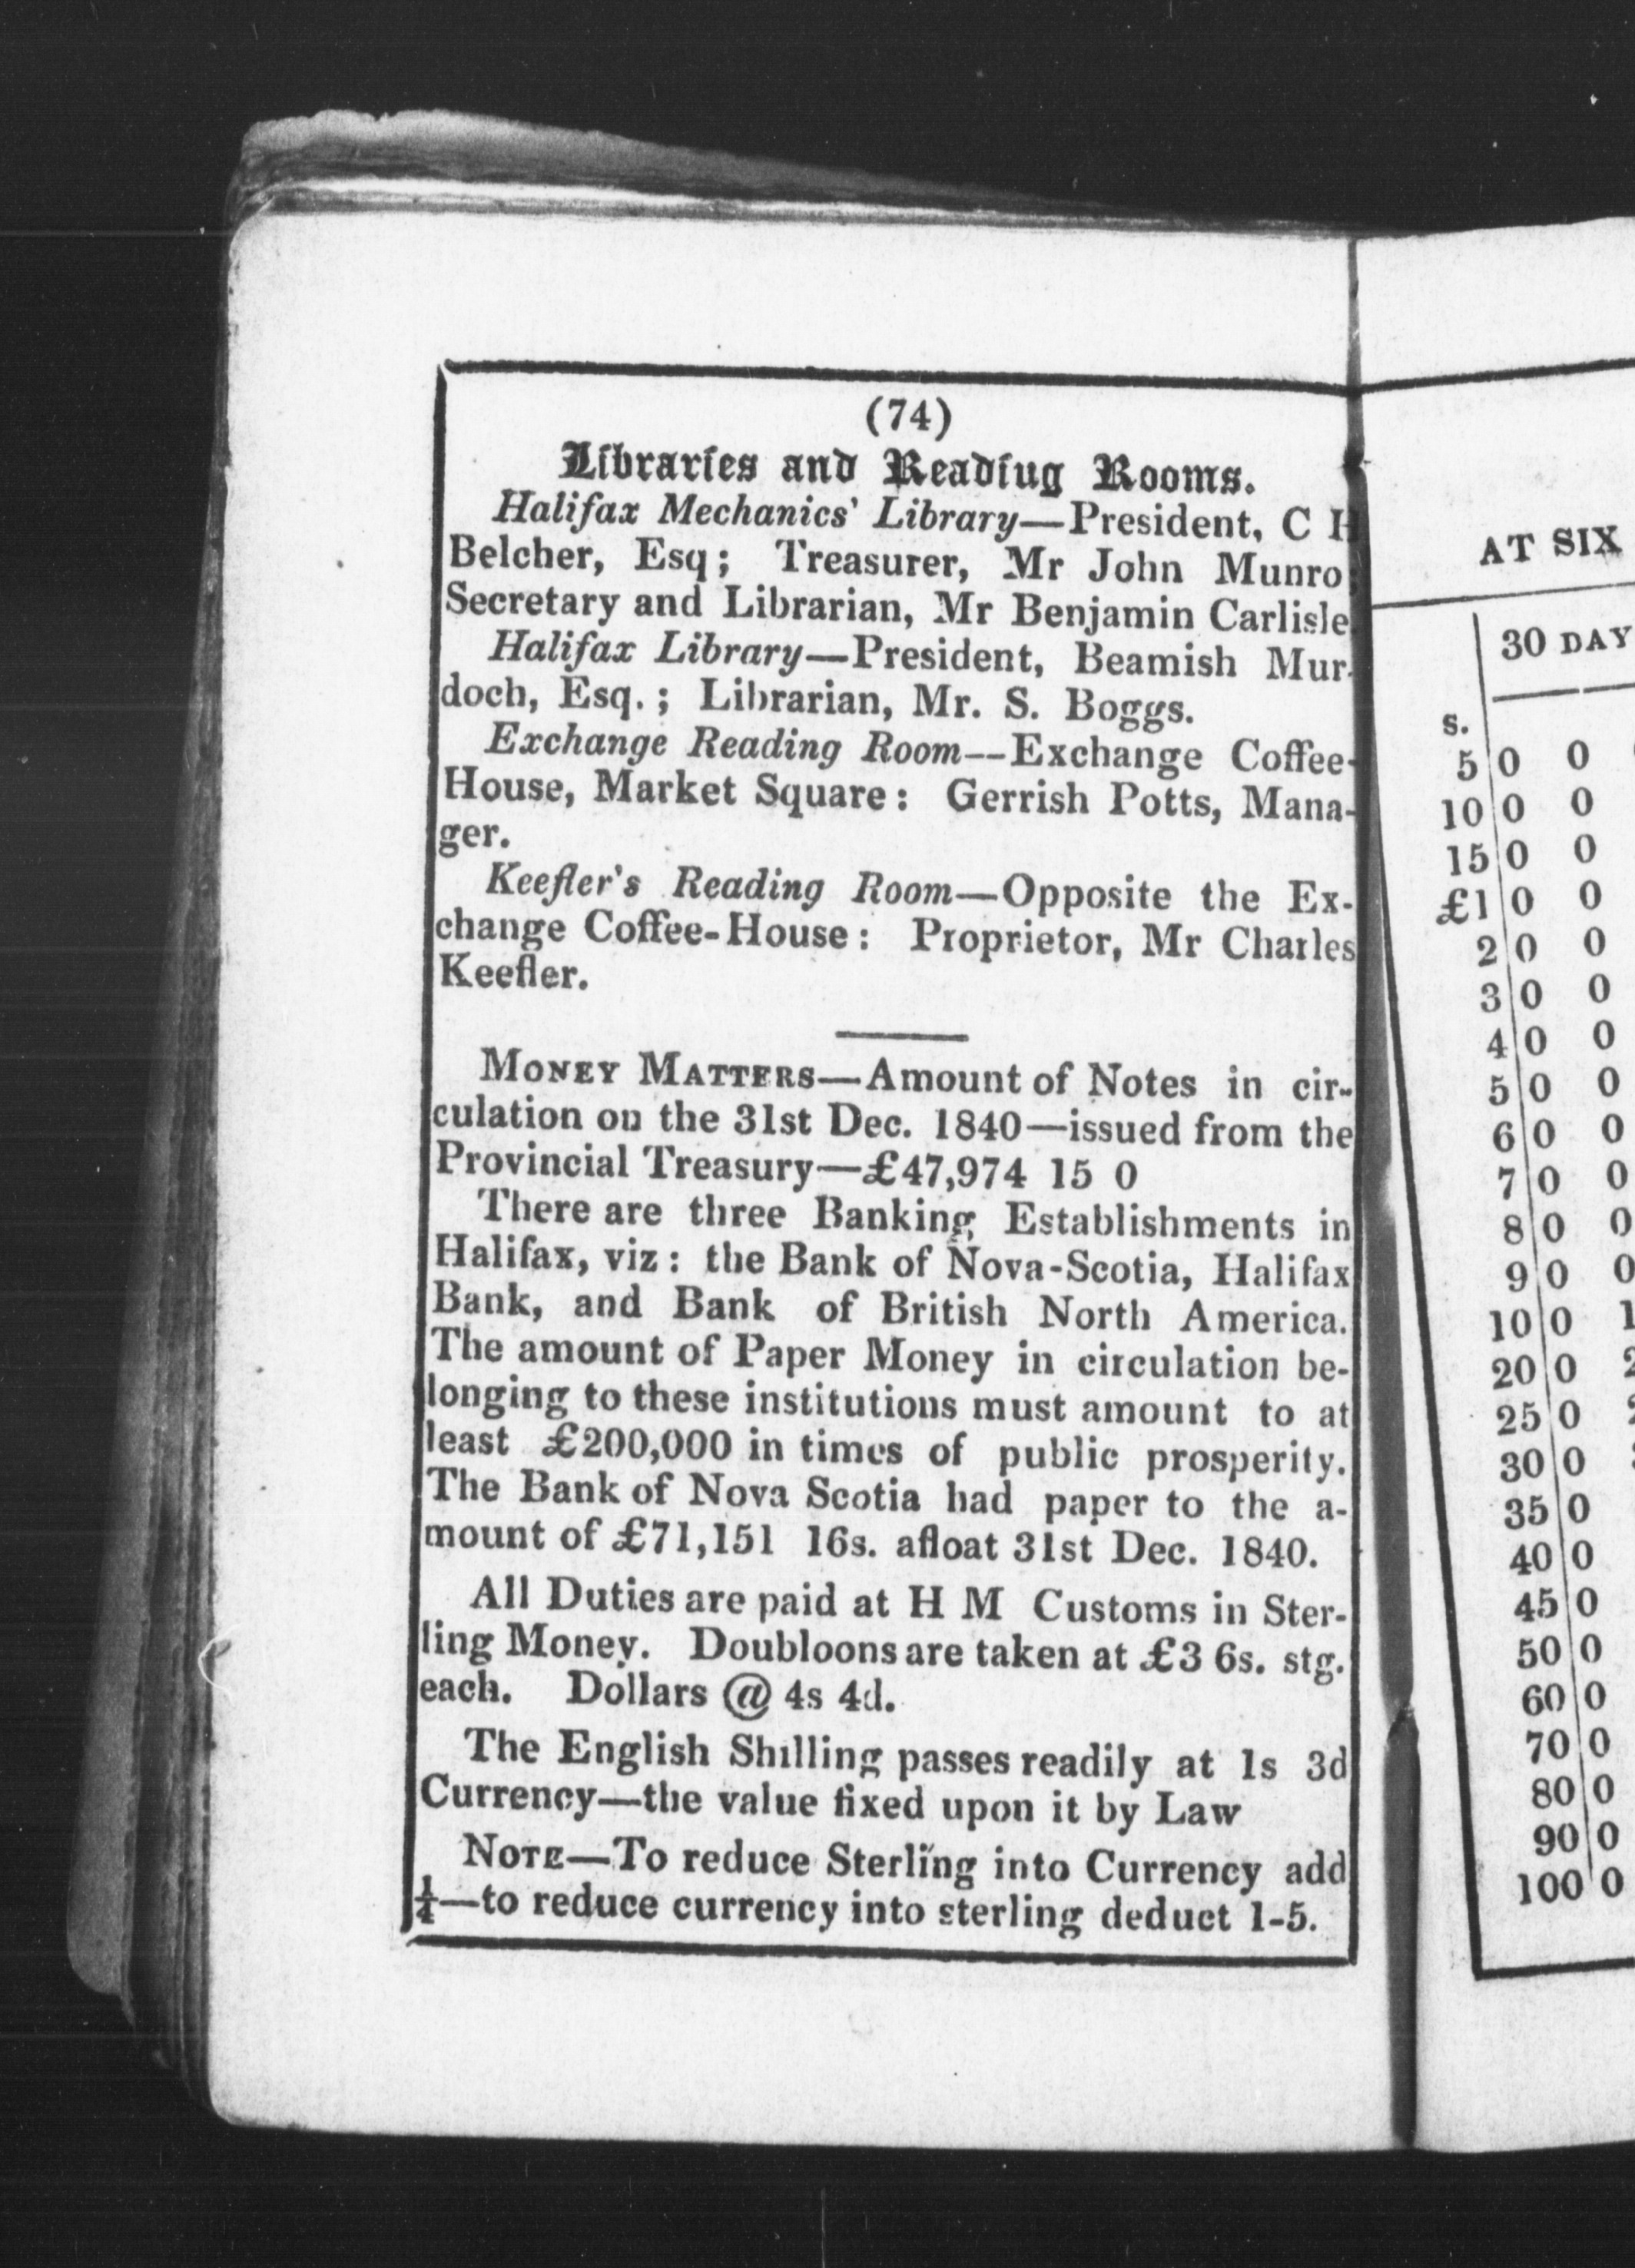 (74)
Libraries and Readiug Rooms.
Halifax Mechanics' Library—President, C H
Belcher, Esq; Treasurer, Mr John Munro;
Secretary and Librarian, Mr Benjamin Carlisle.
Halifax Library—President, Beamish Mur-
doch, Esq.; Librarian, Mr. S. Boggs.
Exchange Reading Room--Exchange Coffee-
House, Market Square: Gerrish Potts, Mana-
ger.
Keefler's Reading Room—Opposite the Ex-
change Coffee-House: Proprietor, Mr Charles
Keefler.
MONEY MATTERS—Amount of Notes in cir-
culation on the 31st Dec. 1840—issued from the
Provincial Treasury—£47,974 15 0
There are three Banking Establishments in
Halifax, viz: the Bank of Nova-Scotia, Halifax
Bank, and Bank of British North America.
The amount of Paper Money in circulation be-
longing to these institutions must amount to at
least £200,000 in times of public prosperity.
The Bank of Nova Scotia had paper to the a-
mount of £71,151 16s. afloat 31st Dec. 1840.
All Duties are paid at H M Customs in Ster-
ling Money. Doubloons are taken at £3 6s. stg.
each. Dollars @ 4s 4d.
The English Shilling passes readily at 1s 3d
Currency—the value fixed upon it by Law
NOTE—To reduce Sterling into Currency add
¼—to reduce currency into sterling deduct 1-5.
AT SIX
30 DAY
s.
5 0 0
10 0 0
15 0 0
£1 0 0
2 0 0
3 0 0
4 0 0
5 0 0
6 0 0
7 0 0
8 0 0
9 0 0
10 0 1
20 0 2
25 0
30 0
35 0
40 0
45 0
50 0
60 0
70 0
80 0
90 0
100 0